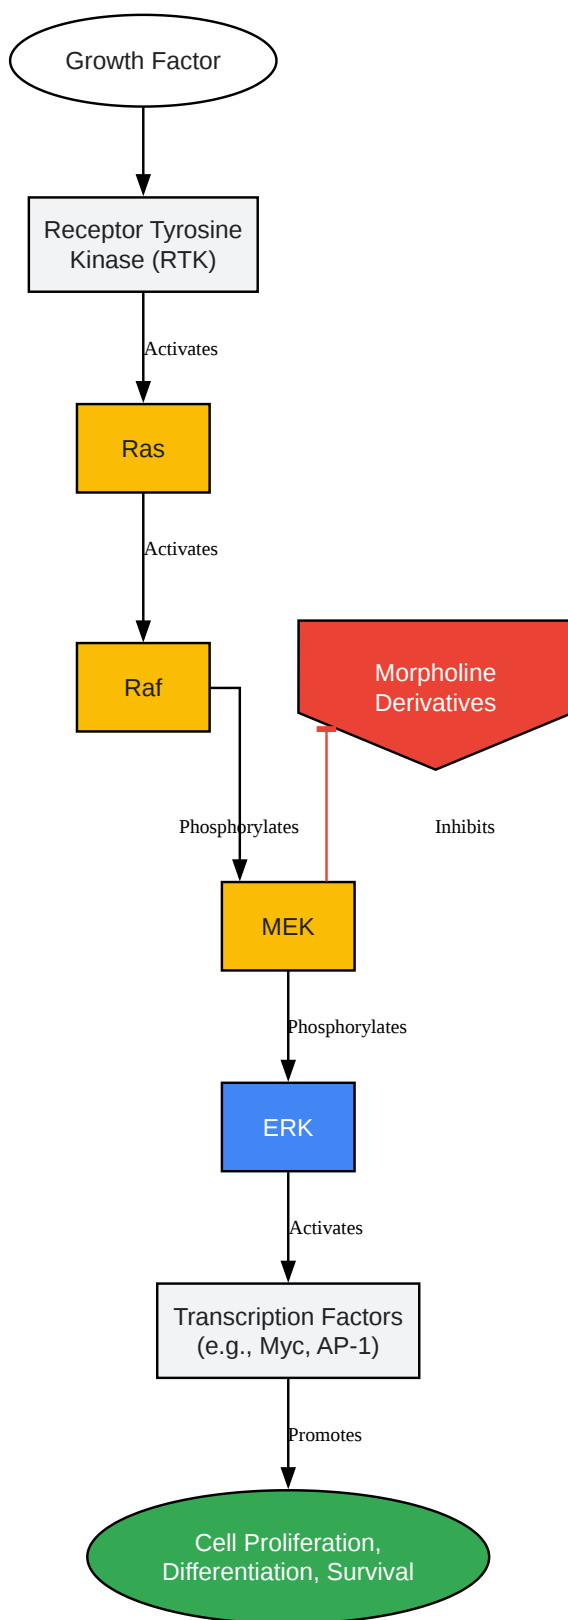 Growth Factor
Receptor Tyrosine
Kinase (RTK)
Activates
Ras
Activates
Raf
Morpholine
Derivatives
Phosphorylates
Inhibits
MEK
Phosphorylates
ERK
Activates
Transcription Factors
(e.g., Myc, AP-1)
Promotes
Cell Proliferation,
Differentiation, Survival